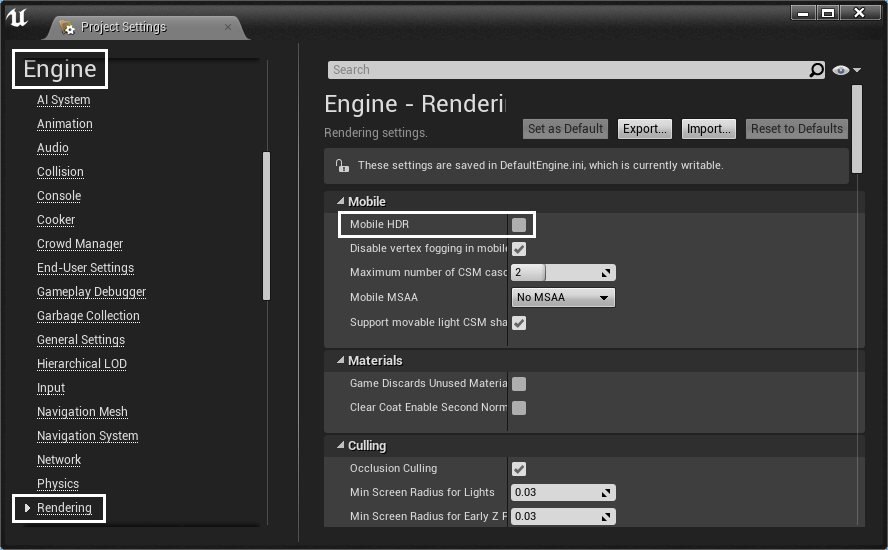 Project Settings
Engine
AI System
Animation
Audio
Collision
Console
Cooker
Crowd Manager
End-User Settings
Gameplay Debugger
Garbage Collection
General Settings
Hierarchical LOD
Input
Navigation Mesh
Navigation System
Network
Physics
Rendering
Search
Engine - Renderin
Rendering settings.
Set as Default Export... Import... Reset to Defaults
These settings are saved in DefaultEngine.ini, which is currently writable.
Mobile
Mobile HDR
Disable vertex fogging in mobile
Maximum number of CSM casc 2
Mobile MSAA No MSAA
Support movable light CSM sha
Materials
Game Discards Unused Materia
Clear Coat Enable Second Norm
Culling
Occlusion Culling
Min Screen Radius for Lights 0.03
Min Screen Radius for Early Z P 0.03